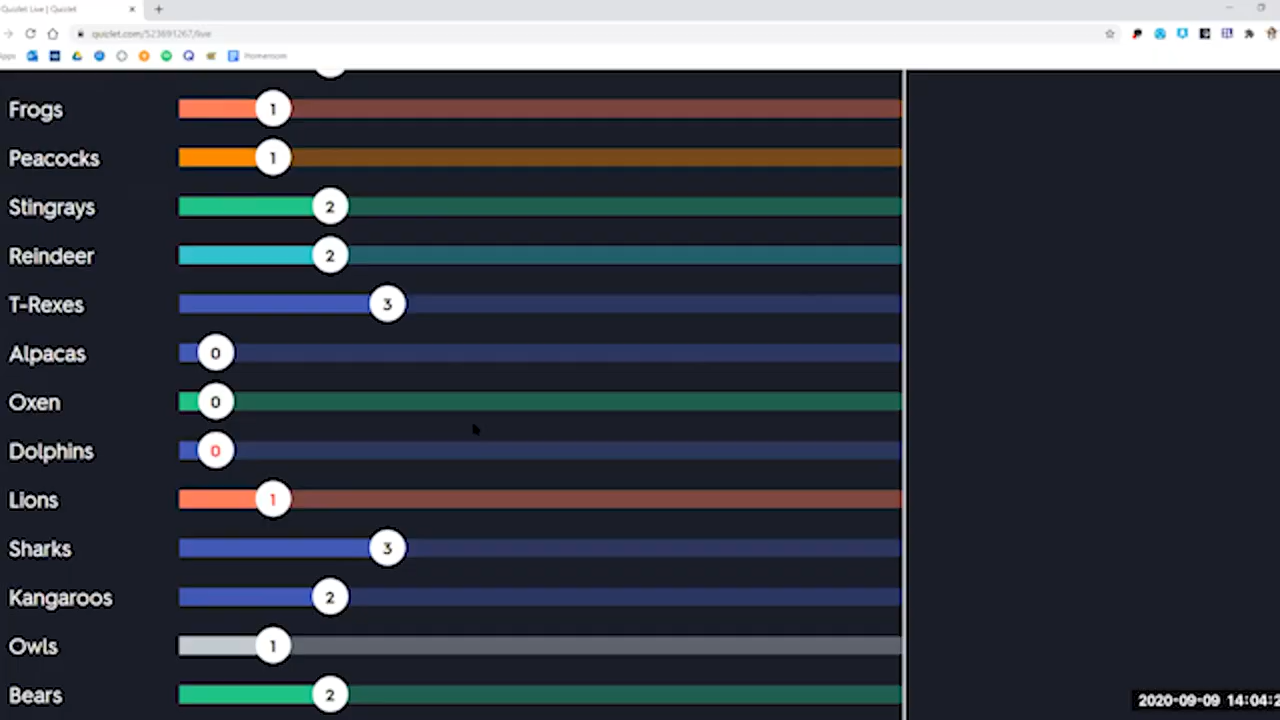 Quizlet Live | Quizlet
quizlet.com/523691267/live
Apps
Homeroom
Frogs 1
Peacocks 1
Stingrays 2
Reindeer 2
T-Rexes 3
Alpacas 0
Oxen 0
Dolphins 0
Lions 1
Sharks 3
Kangaroos 2
Owls 1
Bears 2
2020-09-09 14:04:2